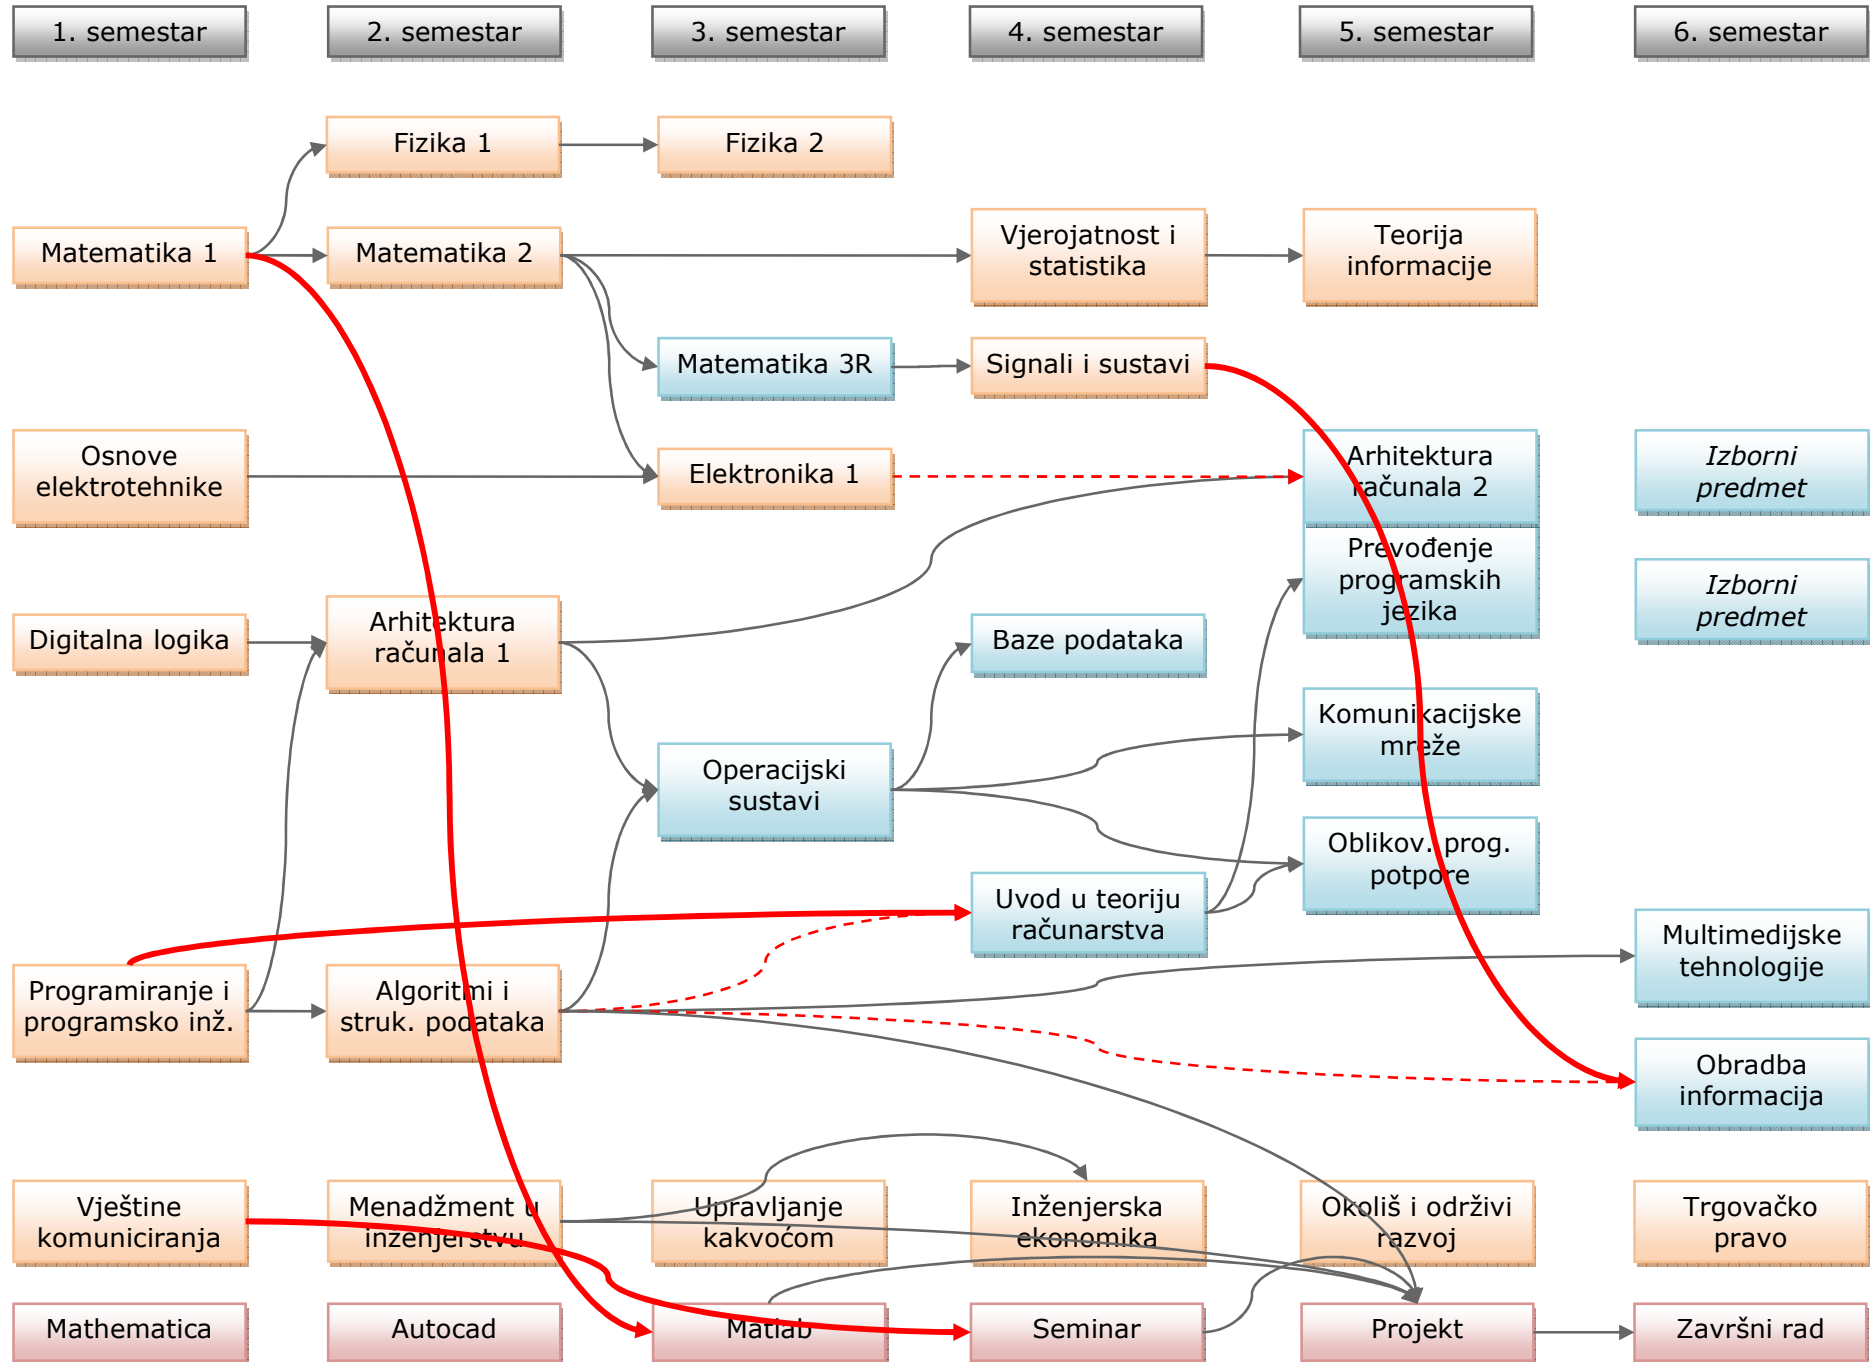 1. semestar
2. semestar
3. semestar
4. semestar
5. semestar
6. semestar
Fizika 1
Fizika 2
Matematika 1
Matematika 2
Vjerojatnost i
statistika
Teorija
informacije
Matematika 3R
Signali i sustavi
Osnove
elektrotehnike
Elektronika 1
Arhitektura
računala 2
Izborni
predmet
Prevođenje
programskih
jezika
Izborni
predmet
Digitalna logika
Arhitektura
računala 1
Baze podataka
Komunikacijske
mreže
Operacijski
sustavi
Oblikov. prog.
potpore
Uvod u teoriju
računarstva
Multimedijske
tehnologije
Programiranje i
programsko inž.
Algoritmi i
struk. podataka
Obradba
informacija
Vještine
komuniciranja
Menadžment u
inženjerstvu
Upravljanje
kakvoćom
Inženjerska
ekonomika
Okoliš i održivi
razvoj
Trgovačko
pravo
Mathematica
Autocad
Matlab
Seminar
Projekt
Završni rad